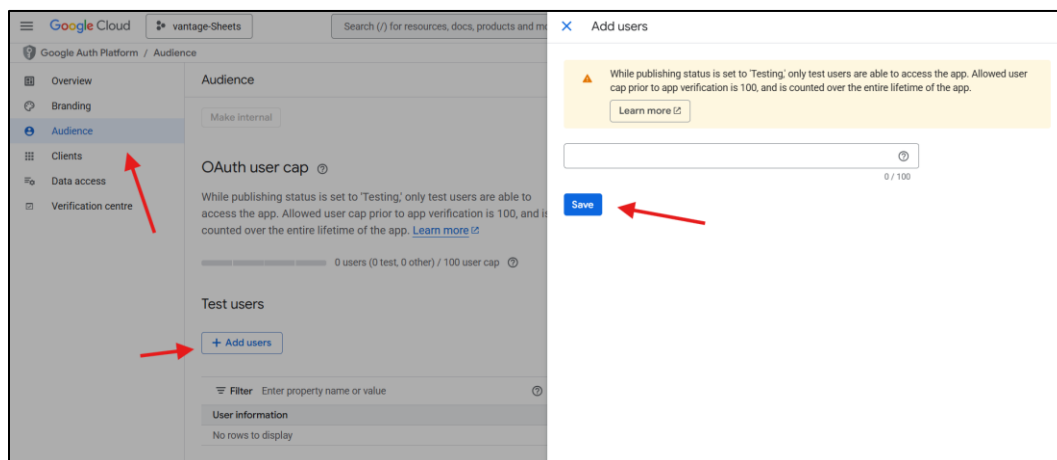 Google Cloud
vantage-Sheets
Search (/) for resources, docs, products and
Google Auth Platform / Audience
Overview
Branding
Audience
Clients
Data access
Verification centre
Audience
Make internal
OAuth user cap
While publishing status is set to 'Testing', only test users are able to
access the app. Allowed user cap prior to app verification is 100, and is
counted over the entire lifetime of the app. Learn more
0 users (0 test, 0 other) / 100 user cap
Test users
+ Add users
Filter Enter property name or value
User information
No rows to display
Add users
While publishing status is set to 'Testing', only test users are able to access the app. Allowed user
cap prior to app verification is 100, and is counted over the entire lifetime of the app.
Learn more
0 / 100
Save